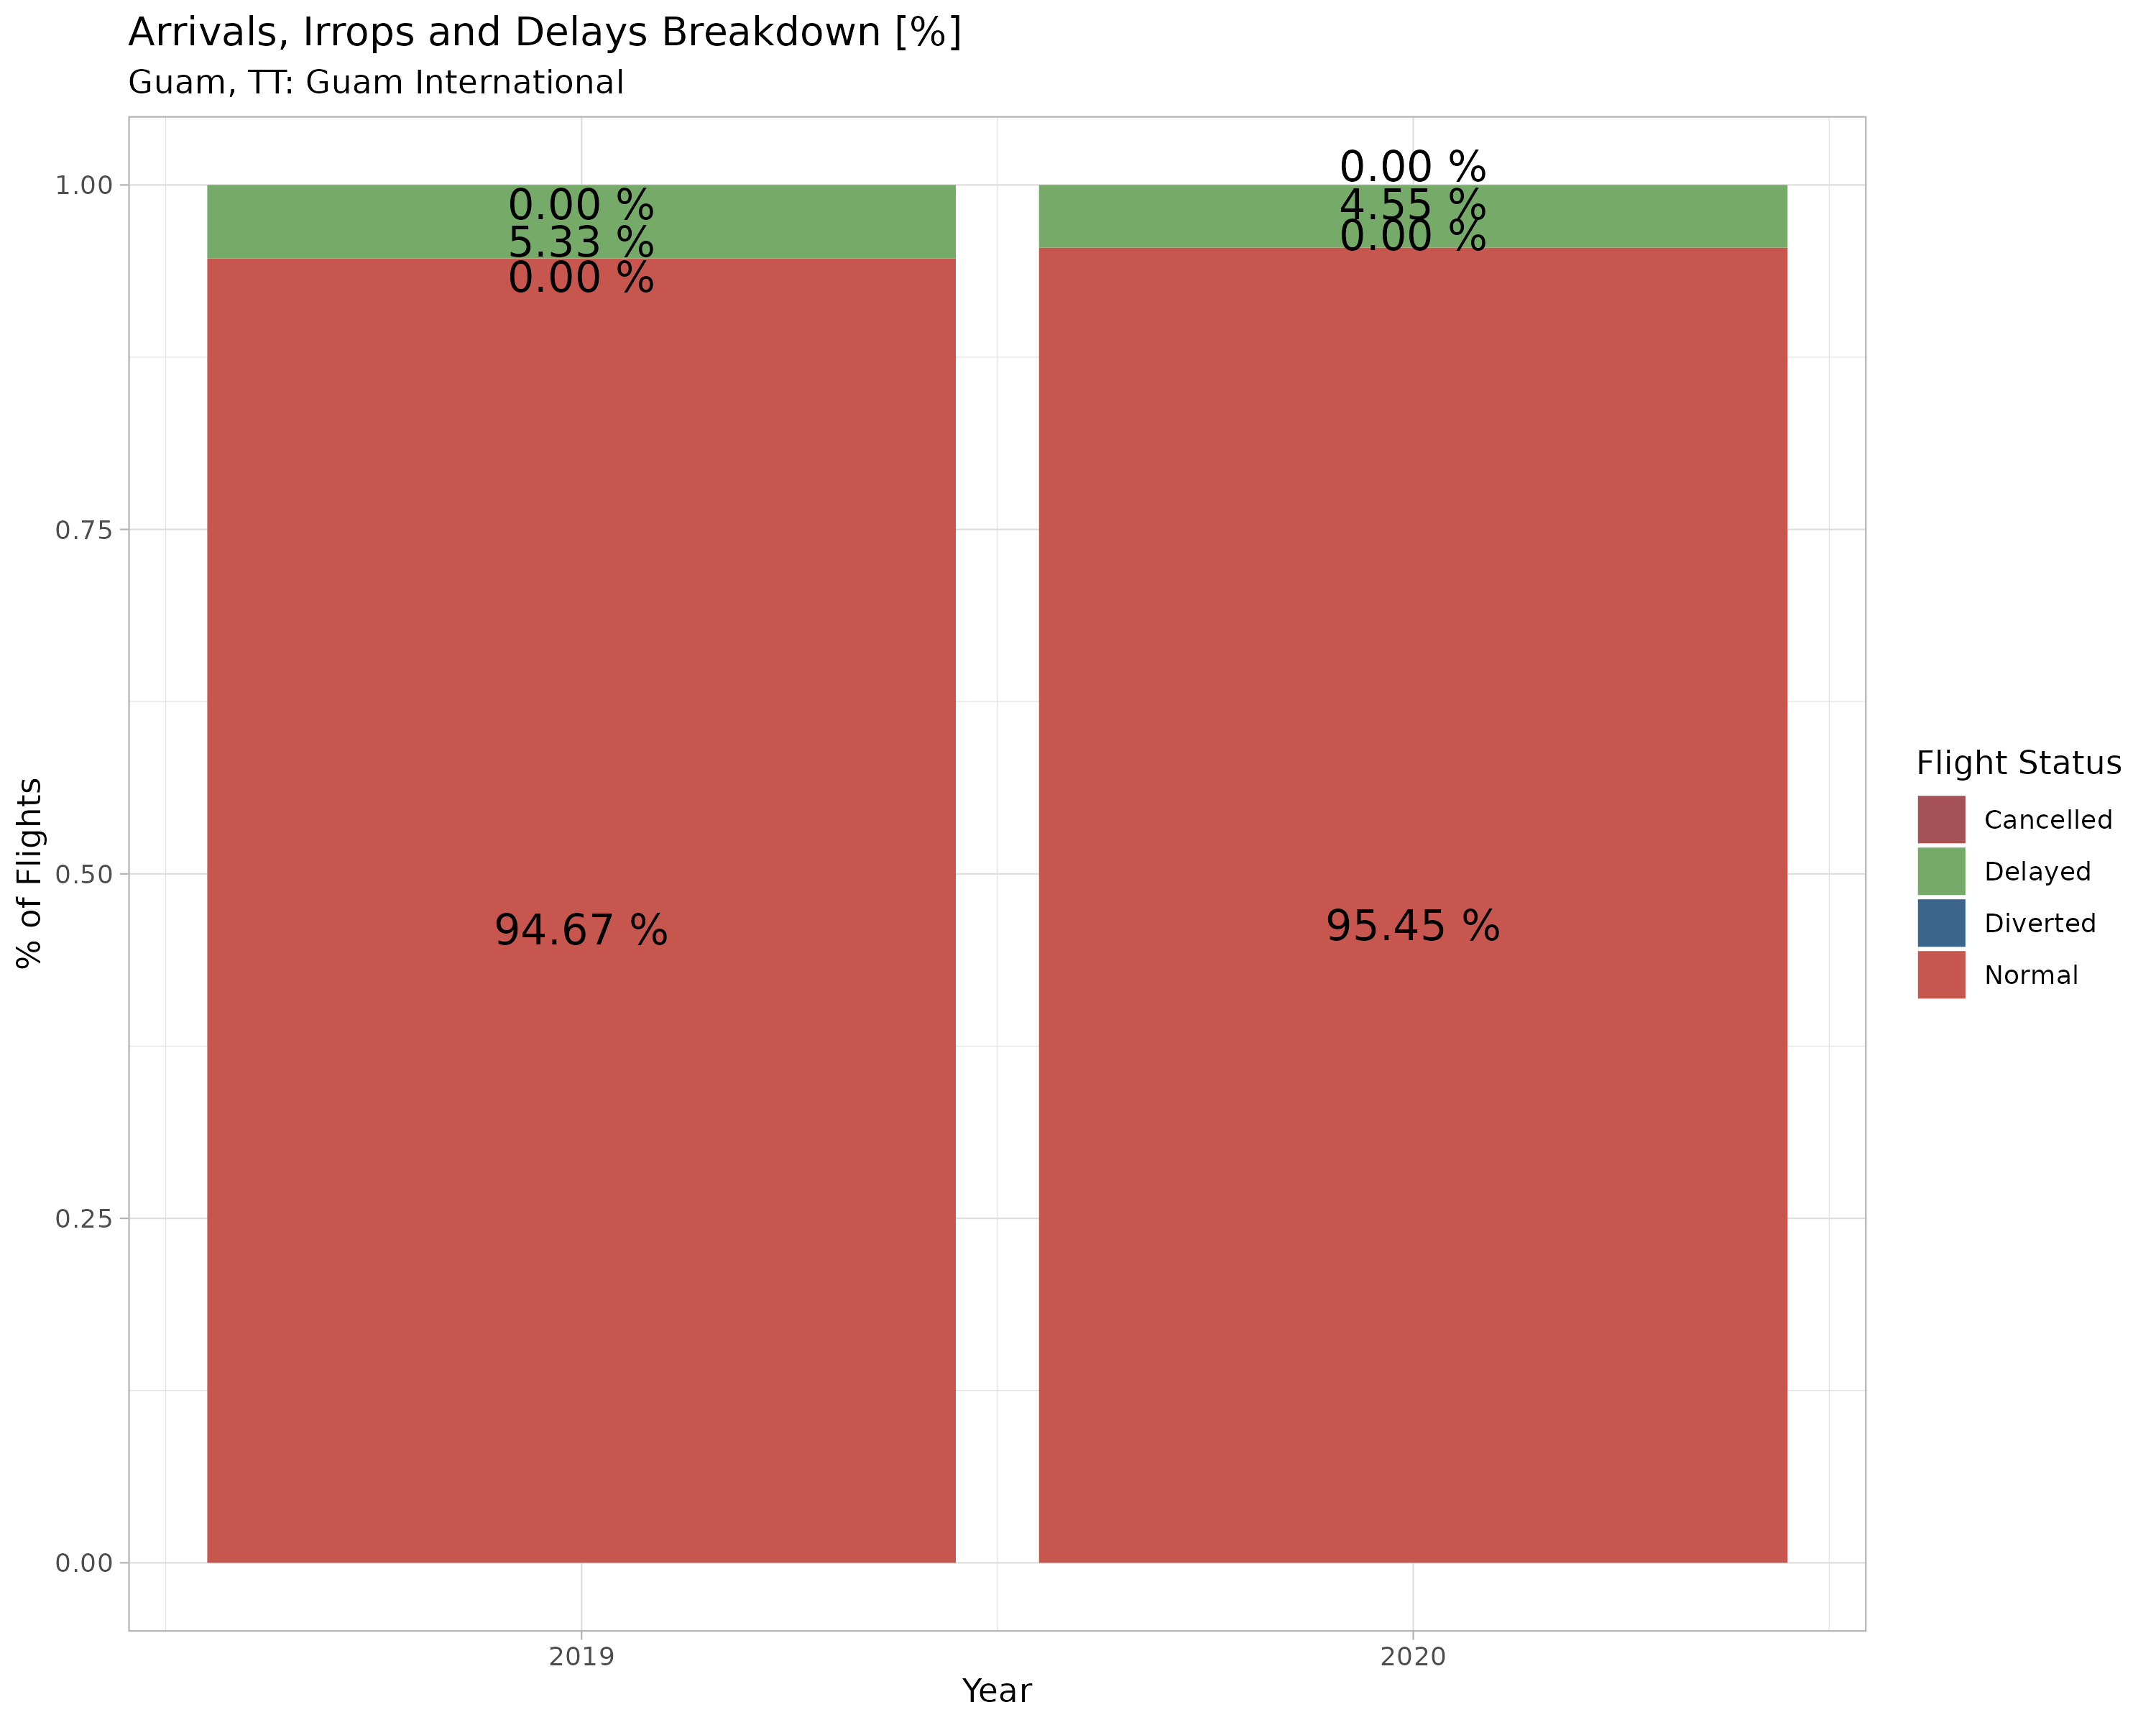 Arrivals, Irrops and Delays Breakdown [%]
Guam, TT: Guam International
% of Flights
1.00
0.75
0.50
0.25
0.00
0.00 %
5.33 %
0.00 %
94.67 %
0.00 %
4.55 %
0.00 %
95.45 %
2019
2020
Year
Flight Status
Cancelled
Delayed
Diverted
Normal